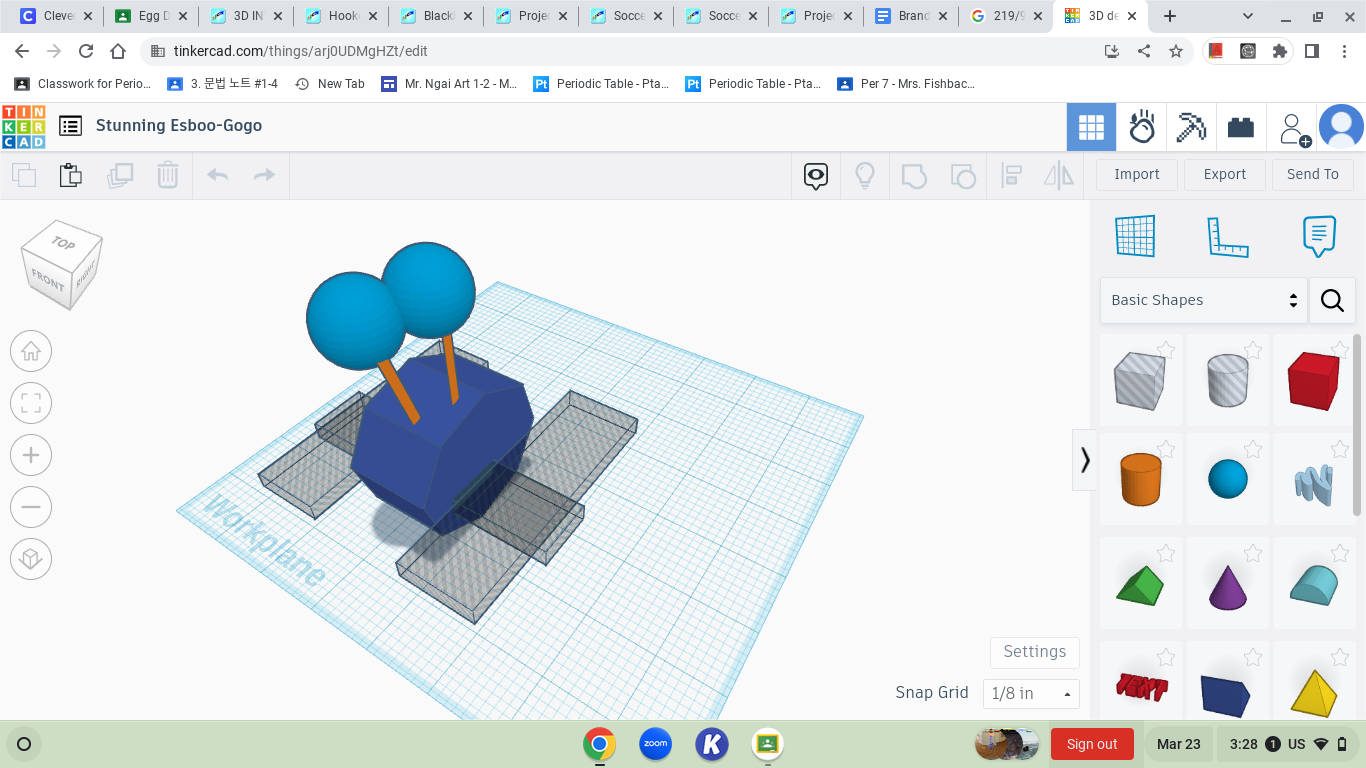 Cleve
Egg D
3D IN
Hook
Black
Proje
Socce
Socce
Proje
Brand
219/9
3D de
tinkercad.com/things/arj0UDMgHZt/edit
Classwork for Perio...
3. 문법 노트 #1-4
New Tab
Mr. Ngai Art 1-2 - M...
Pt
Periodic Table - Pta...
Pt
Periodic Table - Pta...
Per 7 - Mrs. Fishbac...
TIN
KER
CAD
Stunning Esboo-Gogo
Import
Export
Send To
TOP
FRONT
RIGHT
Basic Shapes
Workplane
TEXT
Settings
Snap Grid
1/8 in
zoom
K
Sign out
Mar 23
3:28
1
US